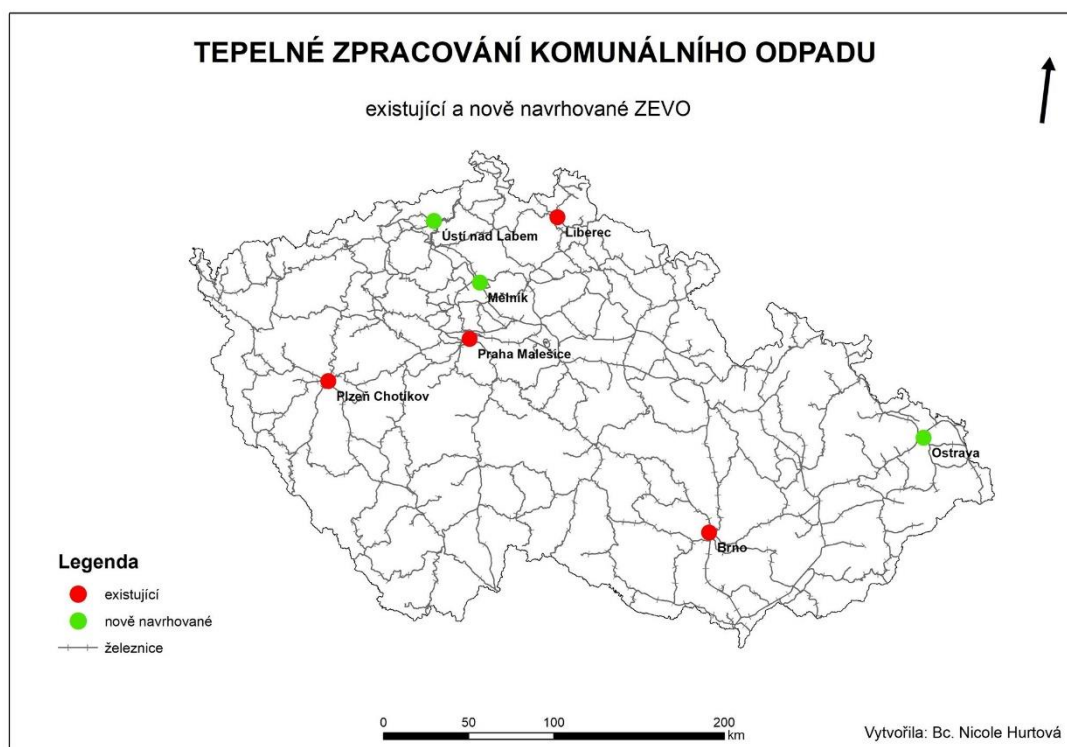 TEPELNÉ ZPRACOVÁNÍ KOMUNÁLNÍHO ODPADU
existující a nově navrhované ZEVO
Ústí nad Labem
Liberec
Mělník
Praha Malešice
Plzeň Chotíkov
Ostrava
Brno
Legenda
existující
nově navrhované
železnice
0 50 100 200
km
Vytvořila: Bc. Nicole Hurtová